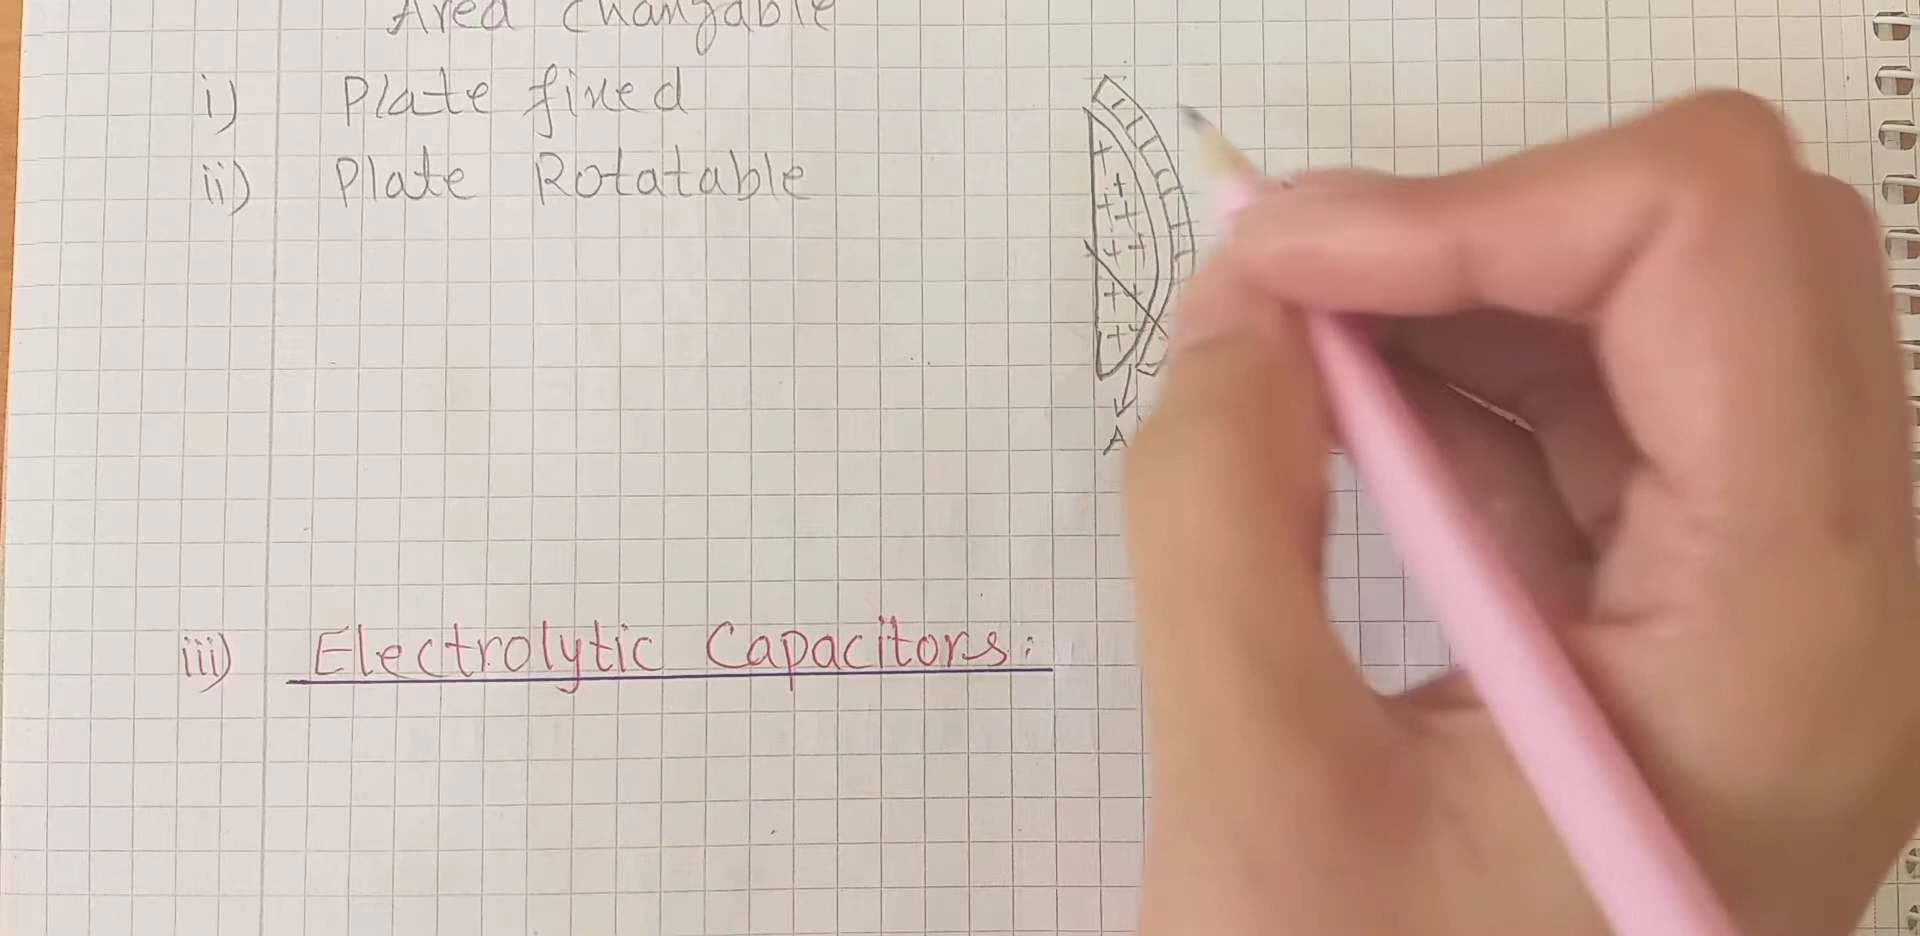 Area changable
i) Plate fixed
ii) Plate Rotatable
A
iii) Electrolytic Capacitors: